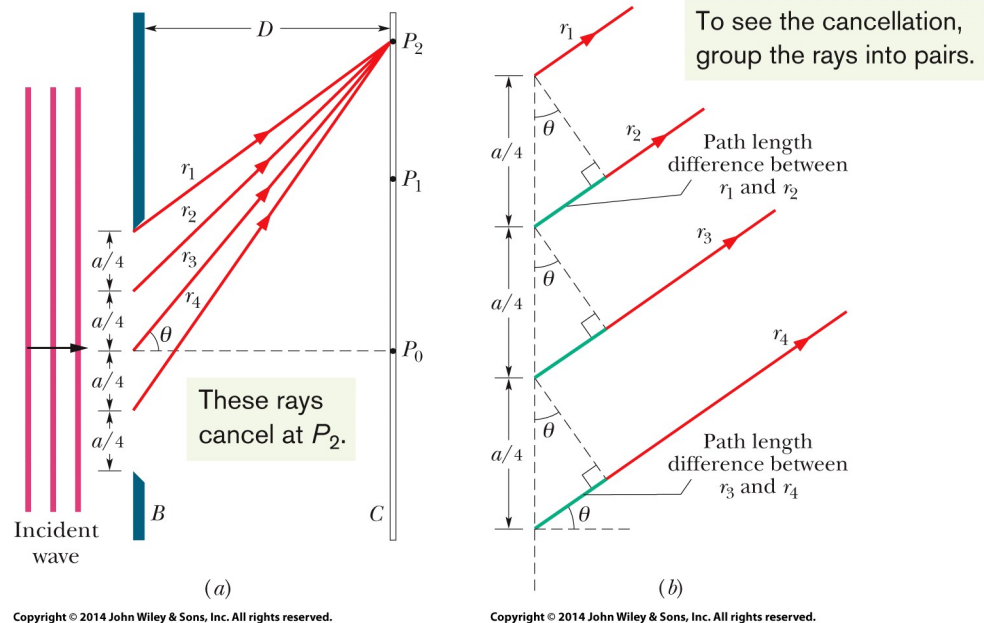 D
P₂
r₁
r₂
r₃
r₄
P₁
a/4
a/4
θ
P₀
a/4
a/4
These rays
cancel at P₂.
B
C
Incident
wave
(a)
Copyright © 2014 John Wiley & Sons, Inc. All rights reserved.
To see the cancellation,
group the rays into pairs.
r₁
θ
a/4
r₂
Path length
difference between
r₁ and r₂
r₃
θ
a/4
r₄
θ
a/4
Path length
difference between
r₃ and r₄
θ
(b)
Copyright © 2014 John Wiley & Sons, Inc. All rights reserved.